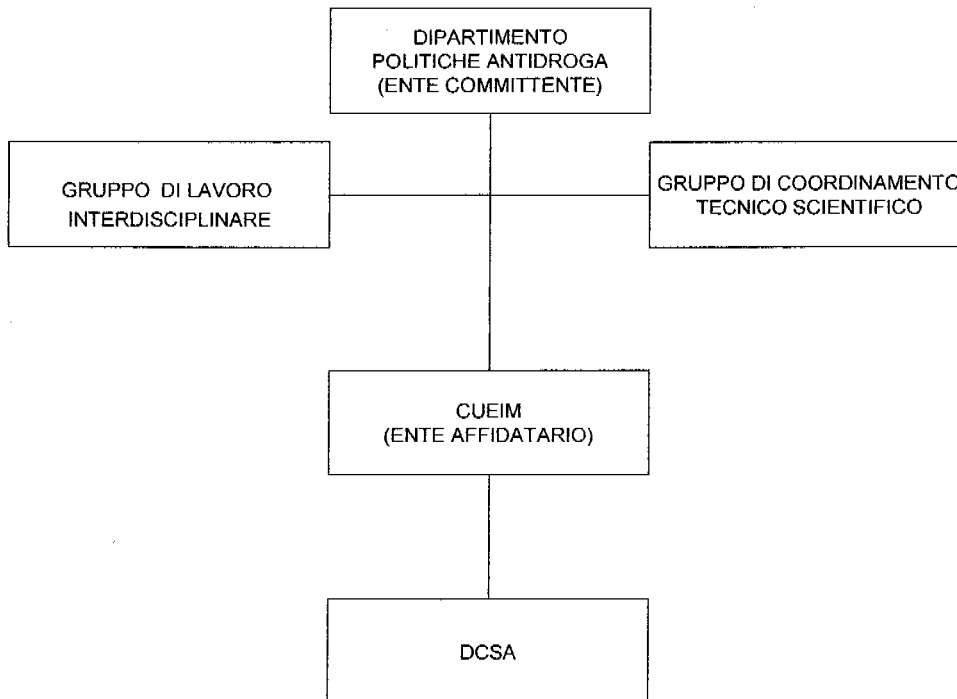 DIPARTIMENTO
POLITICHE ANTIDROGA
(ENTE COMMITTENTE)
GRUPPO DI LAVORO
INTERDISCIPLINARE
GRUPPO DI COORDINAMENTO
TECNICO SCIENTIFICO
CUEIM
(ENTE AFFIDATARIO)
DCSA